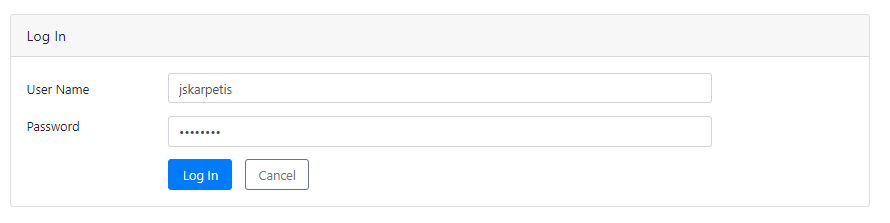 Log In
User Name
jskarpetis
Password
••••••••
Log In
Cancel